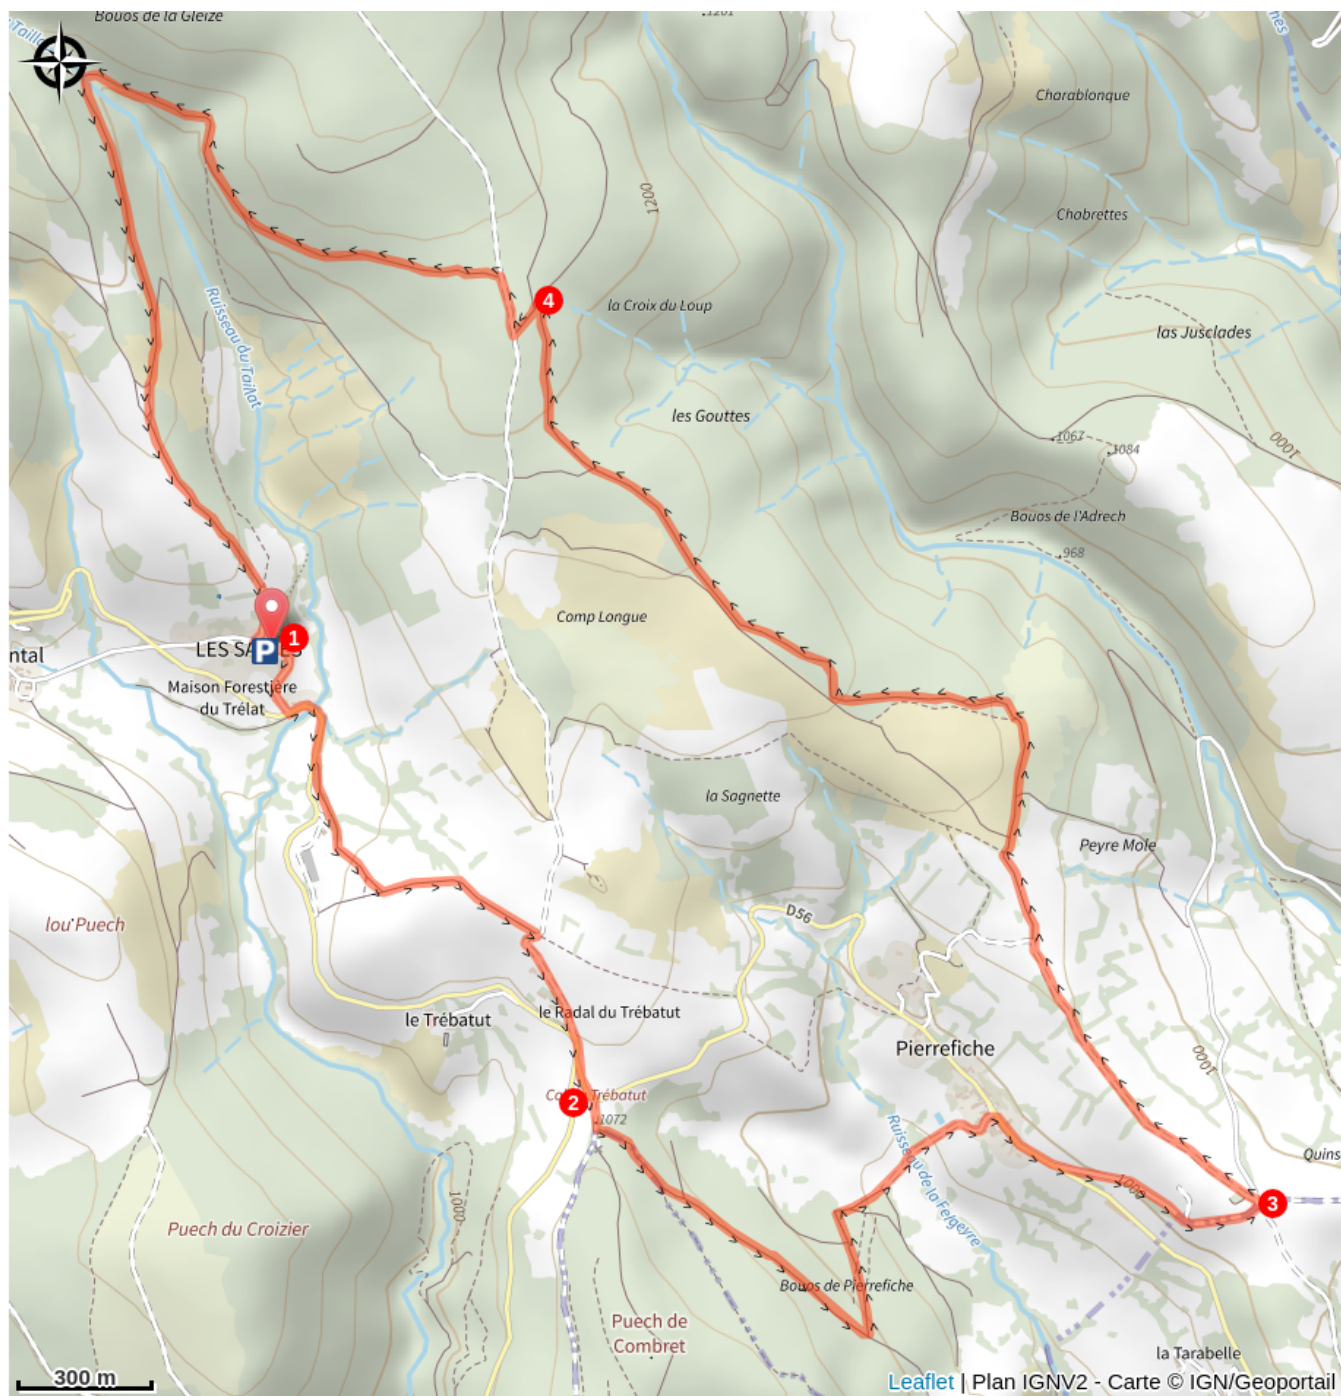 Bouos de la Gleize
1201
Charablonque
Chabrettes
1200
la Croix du Loup
4
las Jusclades
Ruisseau du Taillat
les Gouttes
1067
1084
1000
Bouos de l'Adrech
968
Comp Longue
1
P
ntal
Maison Forestière
du Trélat
la Sagnette
Peyre Mole
D56
lou Puech
le Trébatut
le Radal du Trébatut
Pierrefiche
1000
Trébatut
2
1072
Ruisseau de la Fergeyre
Quins
1000
1000
3
Puech du Croizier
Bouos de Pierrefiche
Puech de
Combret
la Tarabelle
300 m
Leaflet | Plan IGNV2 - Carte © IGN/Geoportail